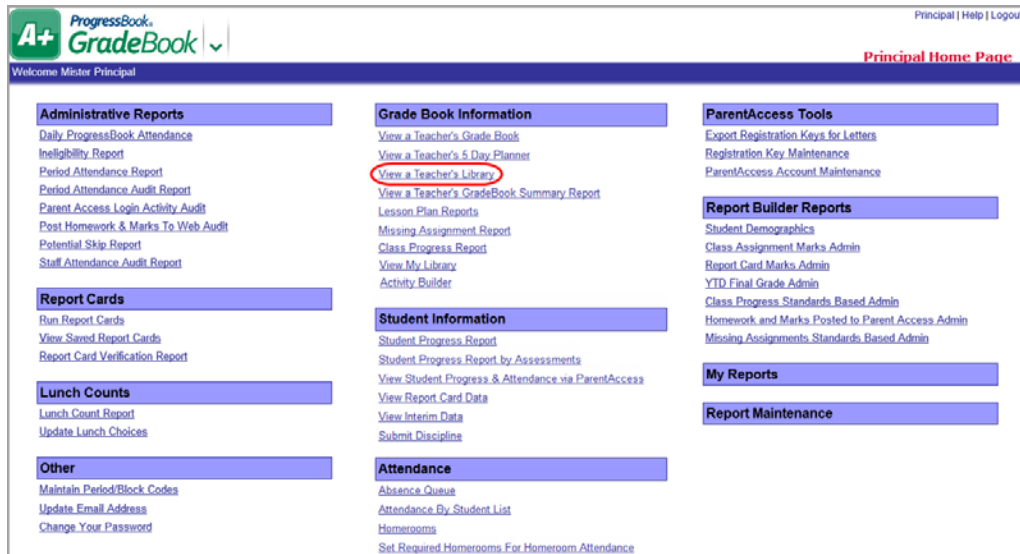 Principal | Help | Logou
A+
ProgressBook®
GradeBook
Principal Home Page
Welcome Mister Principal
Administrative Reports
Daily ProgressBook Attendance
Ineligibility Report
Period Attendance Report
Period Attendance Audit Report
Parent Access Login Activity Audit
Post Homework & Marks To Web Audit
Potential Skip Report
Staff Attendance Audit Report
Report Cards
Run Report Cards
View Saved Report Cards
Report Card Verification Report
Lunch Counts
Lunch Count Report
Update Lunch Choices
Other
Maintain Period/Block Codes
Update Email Address
Change Your Password
Grade Book Information
View a Teacher's Grade Book
View a Teacher's 5 Day Planner
View a Teacher's Library
View a Teacher's GradeBook Summary Report
Lesson Plan Reports
Missing Assignment Report
Class Progress Report
View My Library
Activity Builder
Student Information
Student Progress Report
Student Progress Report by Assessments
View Student Progress & Attendance via ParentAccess
View Report Card Data
View Interim Data
Submit Discipline
Attendance
Absence Queue
Attendance By Student List
Homerooms
Set Required Homerooms For Homeroom Attendance
ParentAccess Tools
Export Registration Keys for Letters
Registration Key Maintenance
ParentAccess Account Maintenance
Report Builder Reports
Student Demographics
Class Assignment Marks Admin
Report Card Marks Admin
YTD Final Grade Admin
Class Progress Standards Based Admin
Homework and Marks Posted to Parent Access Admin
Missing Assignments Standards Based Admin
My Reports
Report Maintenance